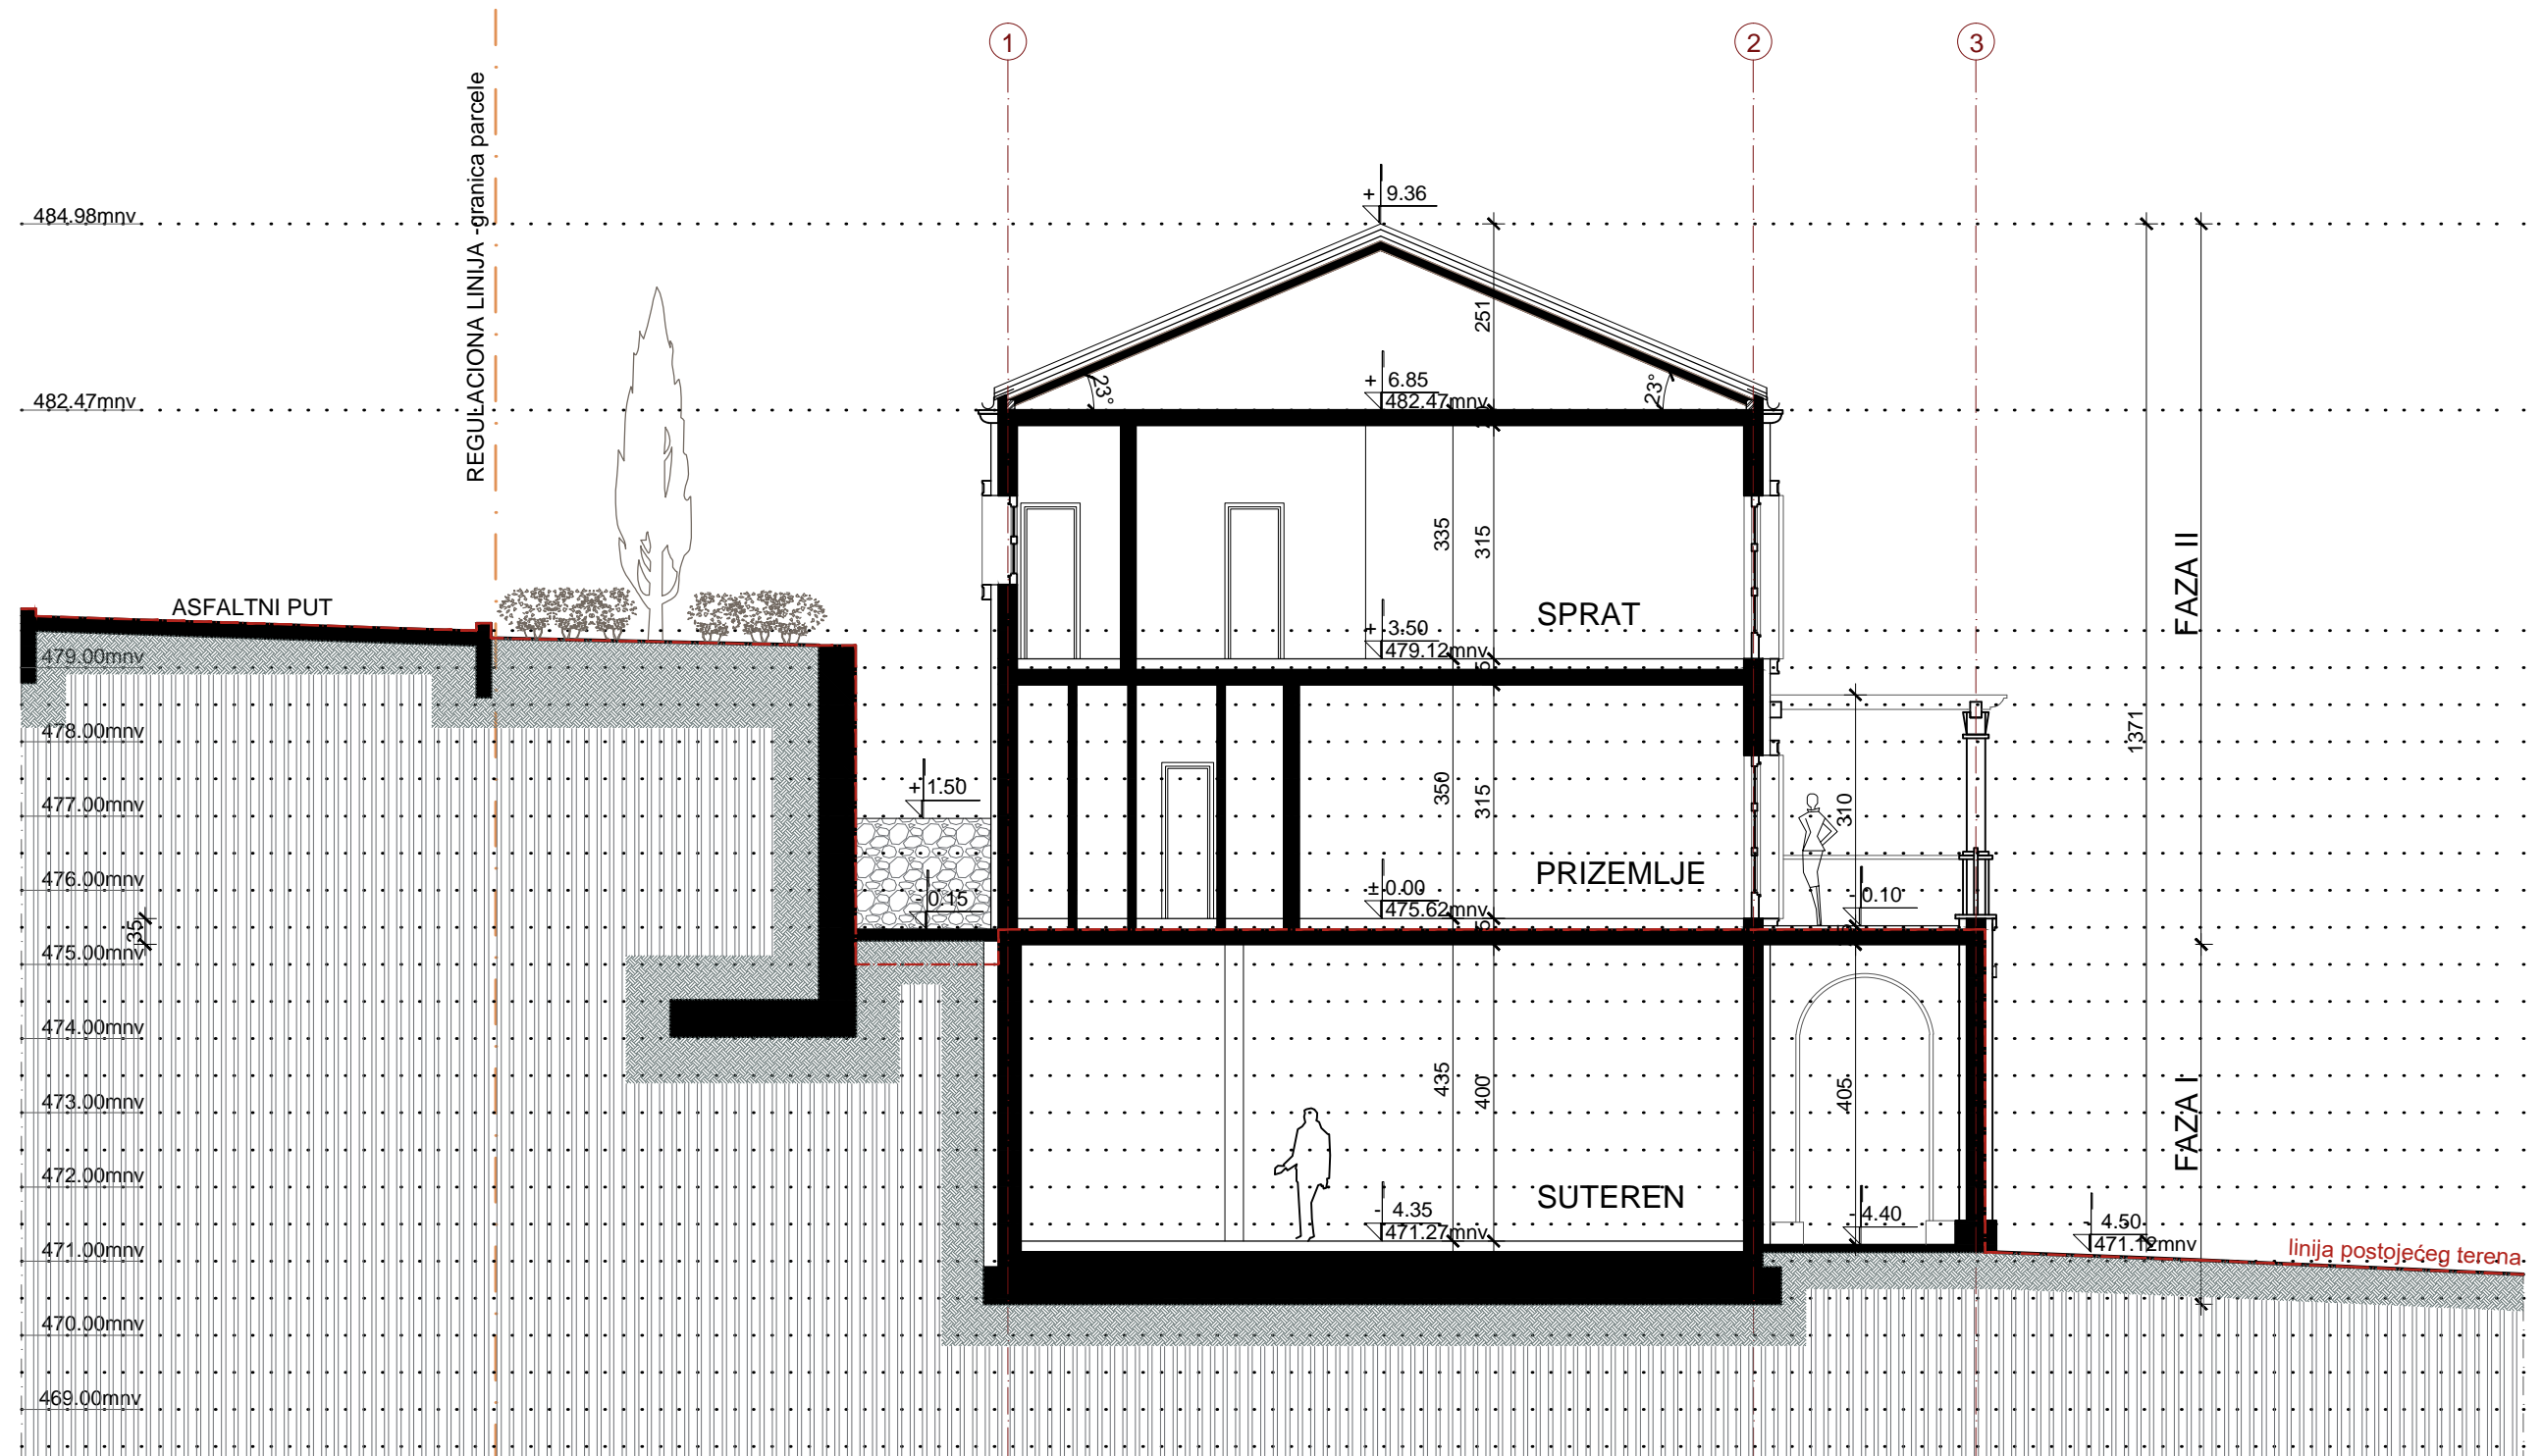 1
2
3
REGULACIONA LINIJA -granica parcele
+ 9.36
484.98mnv
251
23°
23°
+ 6.85
482.47mnv
482.47mnv
335
315
FAZA II
ASFALTNI PUT
SPRAT
+ 3.50
479.12mnv
5
479.00mnv
478.00mnv
1371
+ 1.50
477.00mnv
350
315
310
476.00mnv
PRIZEMLJE
± 0.00
475.62mnv
- 0.15
- 0.10
35
5
475.00mnv
474.00mnv
473.00mnv
435
400
405
FAZA I
472.00mnv
SUTEREN
- 4.35
471.27mnv
- 4.40
- 4.50
471.12mnv
471.00mnv
linija postojećeg terena
470.00mnv
469.00mnv